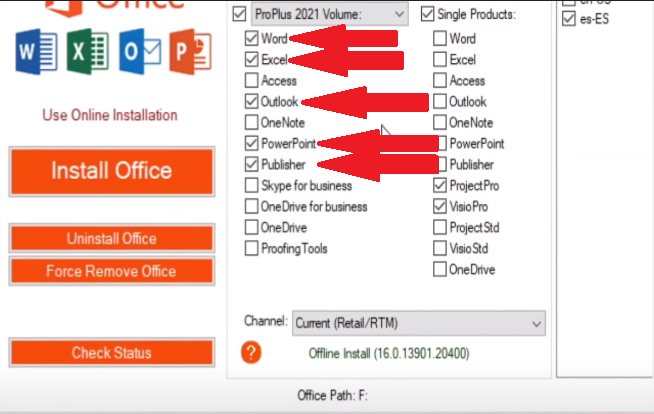 Office
W X O P
Use Online Installation
Install Office
Uninstall Office
Force Remove Office
Check Status
ProPlus 2021 Volume:
Word
Excel
Access
Outlook
OneNote
PowerPoint
Publisher
Skype for business
OneDrive for business
OneDrive
ProofingTools
Single Products:
Word
Excel
Access
Outlook
OneNote
PowerPoint
Publisher
ProjectPro
VisioPro
ProjectStd
VisioStd
OneDrive
es-ES
Channel: Current (Retail/RTM)
? Offline Install (16.0.13901.20400)
Office Path: F: